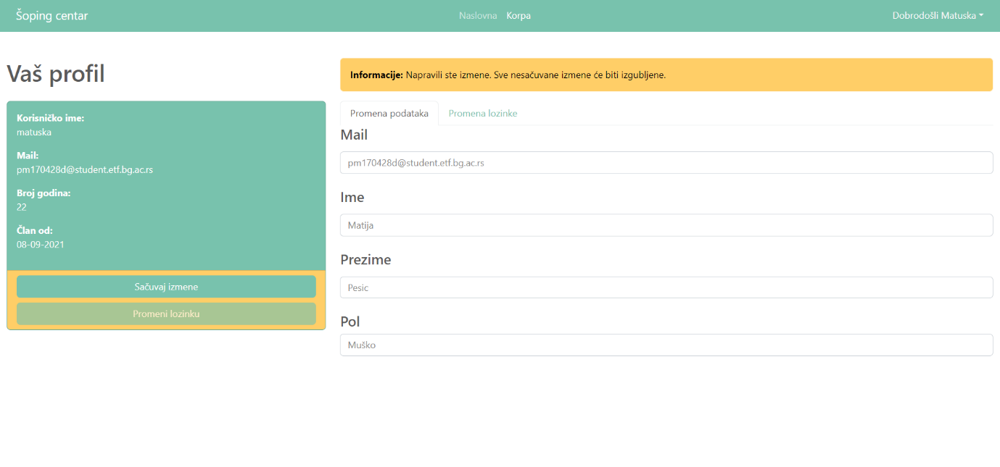 Šoping centar
Naslovna Korpa
Dobrodošli Matuska
Vaš profil
Korisničko ime:
matuska
Mail:
pm170428d@student.etf.bg.ac.rs
Broj godina:
22
Član od:
08-09-2021
Sačuvaj izmene
Promeni lozinku
Informacije: Napravili ste izmene. Sve nesačuvane izmene će biti izgubljene.
Promena podataka Promena lozinke
Mail
pm170428d@student.etf.bg.ac.rs
Ime
Matija
Prezime
Pesic
Pol
Muško